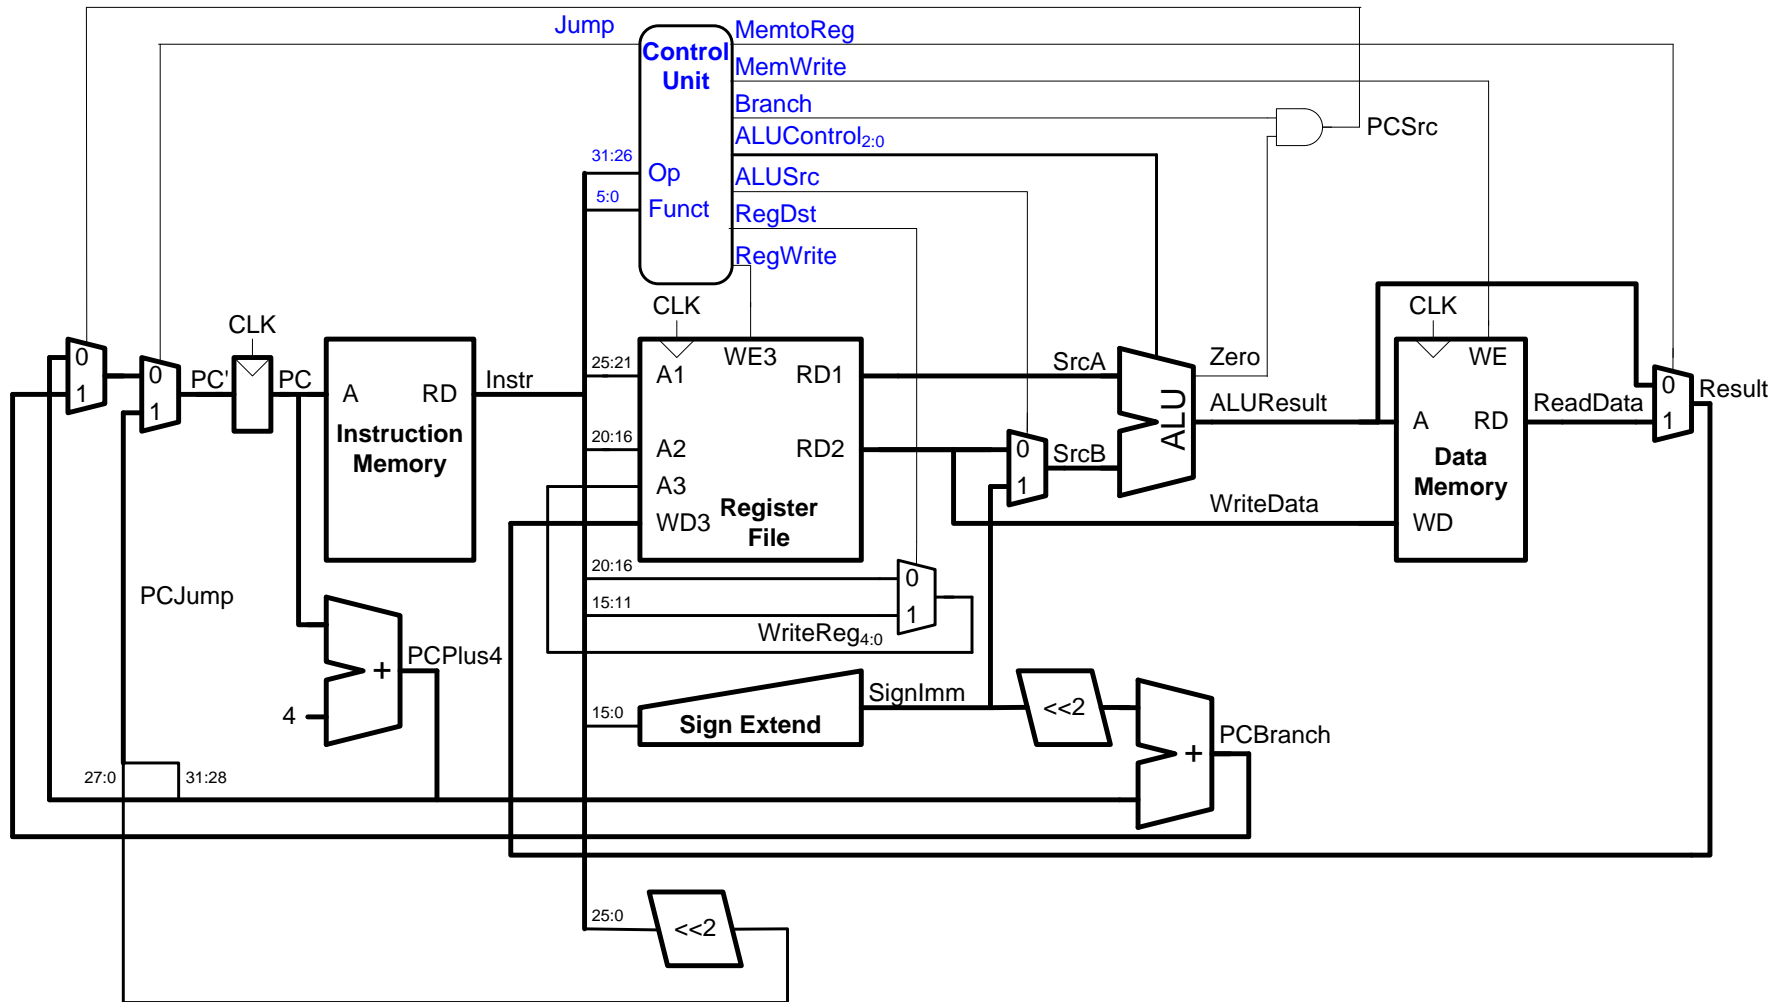 Jump
Control
Unit
MemtoReg
MemWrite
Branch
ALUControl2:0
ALUSrc
RegDst
RegWrite
PCSrc
31:26
Op
5:0
Funct
CLK
CLK
CLK
0
1
0
1
PC'
PC
A
RD
Instruction
Memory
Instr
25:21
A1
WE3
RD1
20:16
A2
RD2
A3
WD3
Register
File
SrcA
0
1
SrcB
ALU
Zero
ALUResult
WriteData
WE
A
RD
Data
Memory
WD
ReadData
0
1
Result
20:16
0
15:11
1
WriteReg4:0
PCJump
+
PCPlus4
4
15:0
Sign Extend
SignImm
<<2
+
PCBranch
27:0
31:28
25:0
<<2